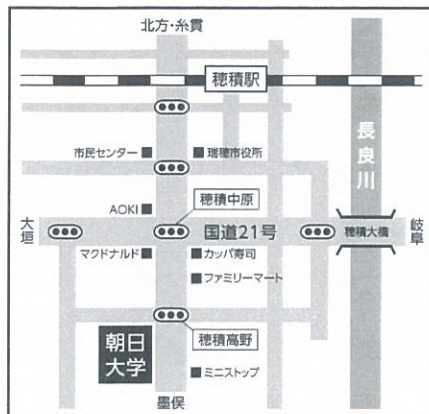 北方・糸貫
穂積駅
長良川
市民センター
瑞穂市役所
AOKI
穂積中原
大垣
国道21号
穂積大橋
岐阜
マクドナルド
カッパ寿司
ファミリーマート
穂積高野
朝日
大学
ミニストップ
墨俣